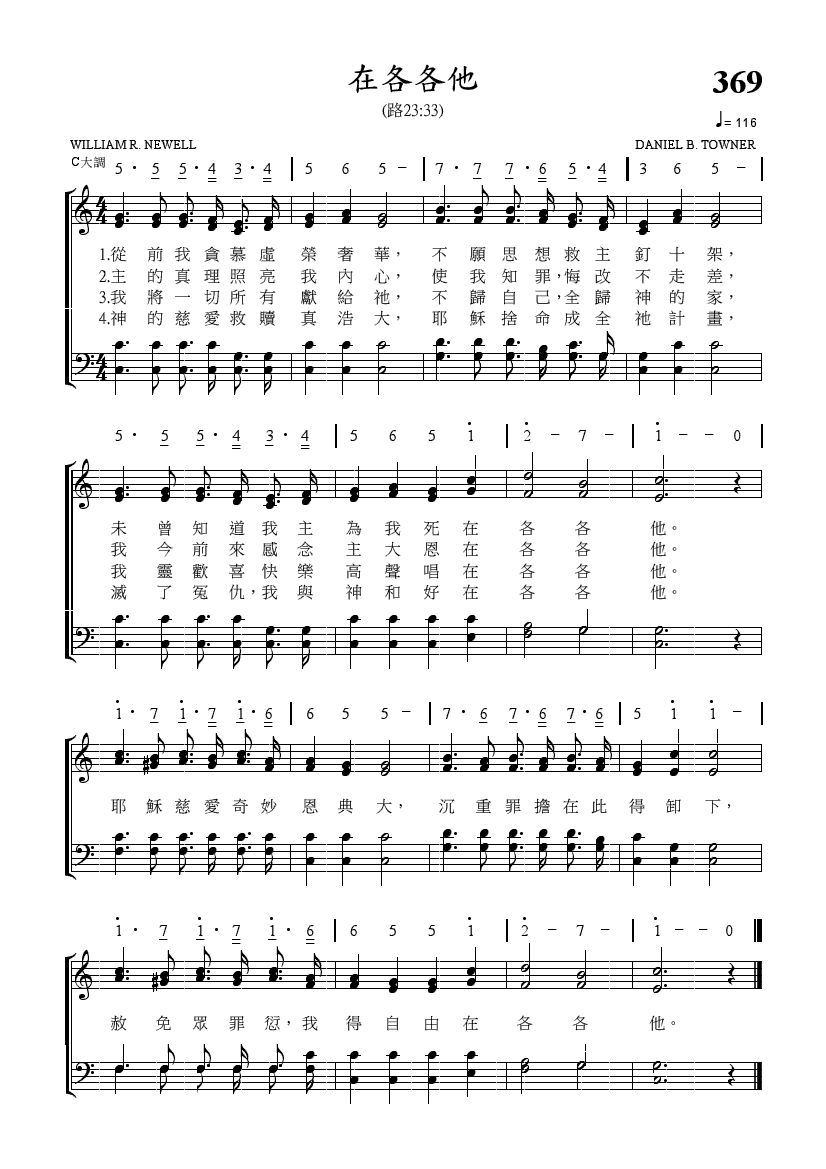 在各各他
369
(路23:33)
♩= 116
WILLIAM R. NEWELL
DANIEL B. TOWNER
C大調
5 · 5 5 · 4 3 · 4 | 5 6 5 – | 7 · 7 7 · 6 5 · 4 | 3 6 5 – |
1.從前我貪慕虛榮奢華，不願思想救主釘十架，
2.主的真理照亮我內心，使我知罪，悔改不走差，
3.我將一切所有獻給祂，不歸自己，全歸神的家，
4.神的慈愛救贖真浩大，耶穌捨命成全祂計畫，
5 · 5 5 · 4 3 · 4 | 5 6 5 1̇ | 2̇ – 7 – | 1̇ – – 0 |
未曾知道我主為我死在各各他。
我今前來感念主大恩在各各他。
我靈歡喜快樂高聲唱在各各他。
滅了冤仇，我與神和好在各各他。
1̇ · 7 1̇ · 7 1̇ · 6 | 6 5 5 – | 7 · 6 7 · 6 7 · 6 | 5 1̇ 1̇ – |
耶穌慈愛奇妙恩典大，沉重罪擔在此得卸下，
1̇ · 7 1̇ · 7 1̇ · 6 | 6 5 5 1̇ | 2̇ – 7 – | 1̇ – – 0
赦免眾罪愆，我得自由在各各他。